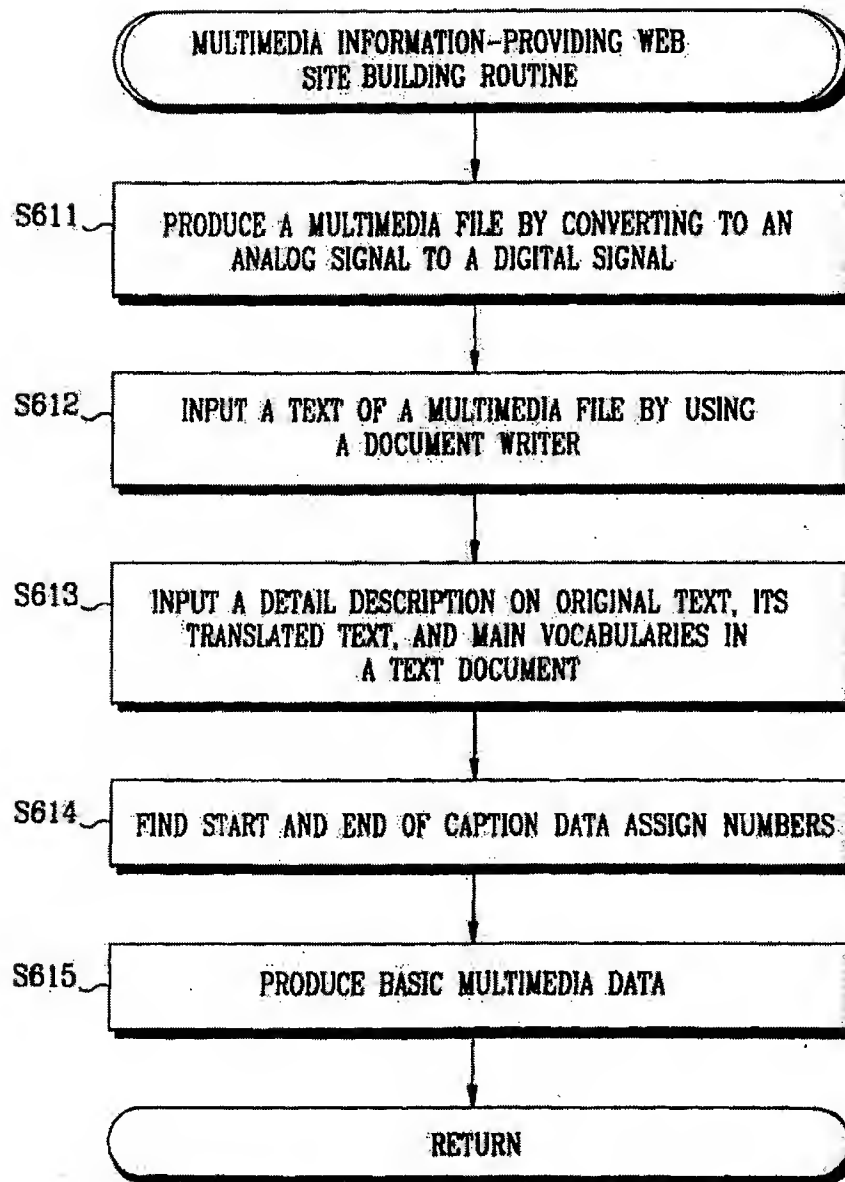 MULTIMEDIA INFORMATION-PROVIDING WEB
SITE BUILDING ROUTINE
S611
PRODUCE A MULTIMEDIA FILE BY CONVERTING TO AN
ANALOG SIGNAL TO A DIGITAL SIGNAL
S612
INPUT A TEXT OF A MULTIMEDIA FILE BY USING
A DOCUMENT WRITER
S613
INPUT A DETAIL DESCRIPTION ON ORIGINAL TEXT, ITS
TRANSLATED TEXT, AND MAIN VOCABULARIES IN
A TEXT DOCUMENT
S614
FIND START AND END OF CAPTION DATA ASSIGN NUMBERS
S615
PRODUCE BASIC MULTIMEDIA DATA
RETURN